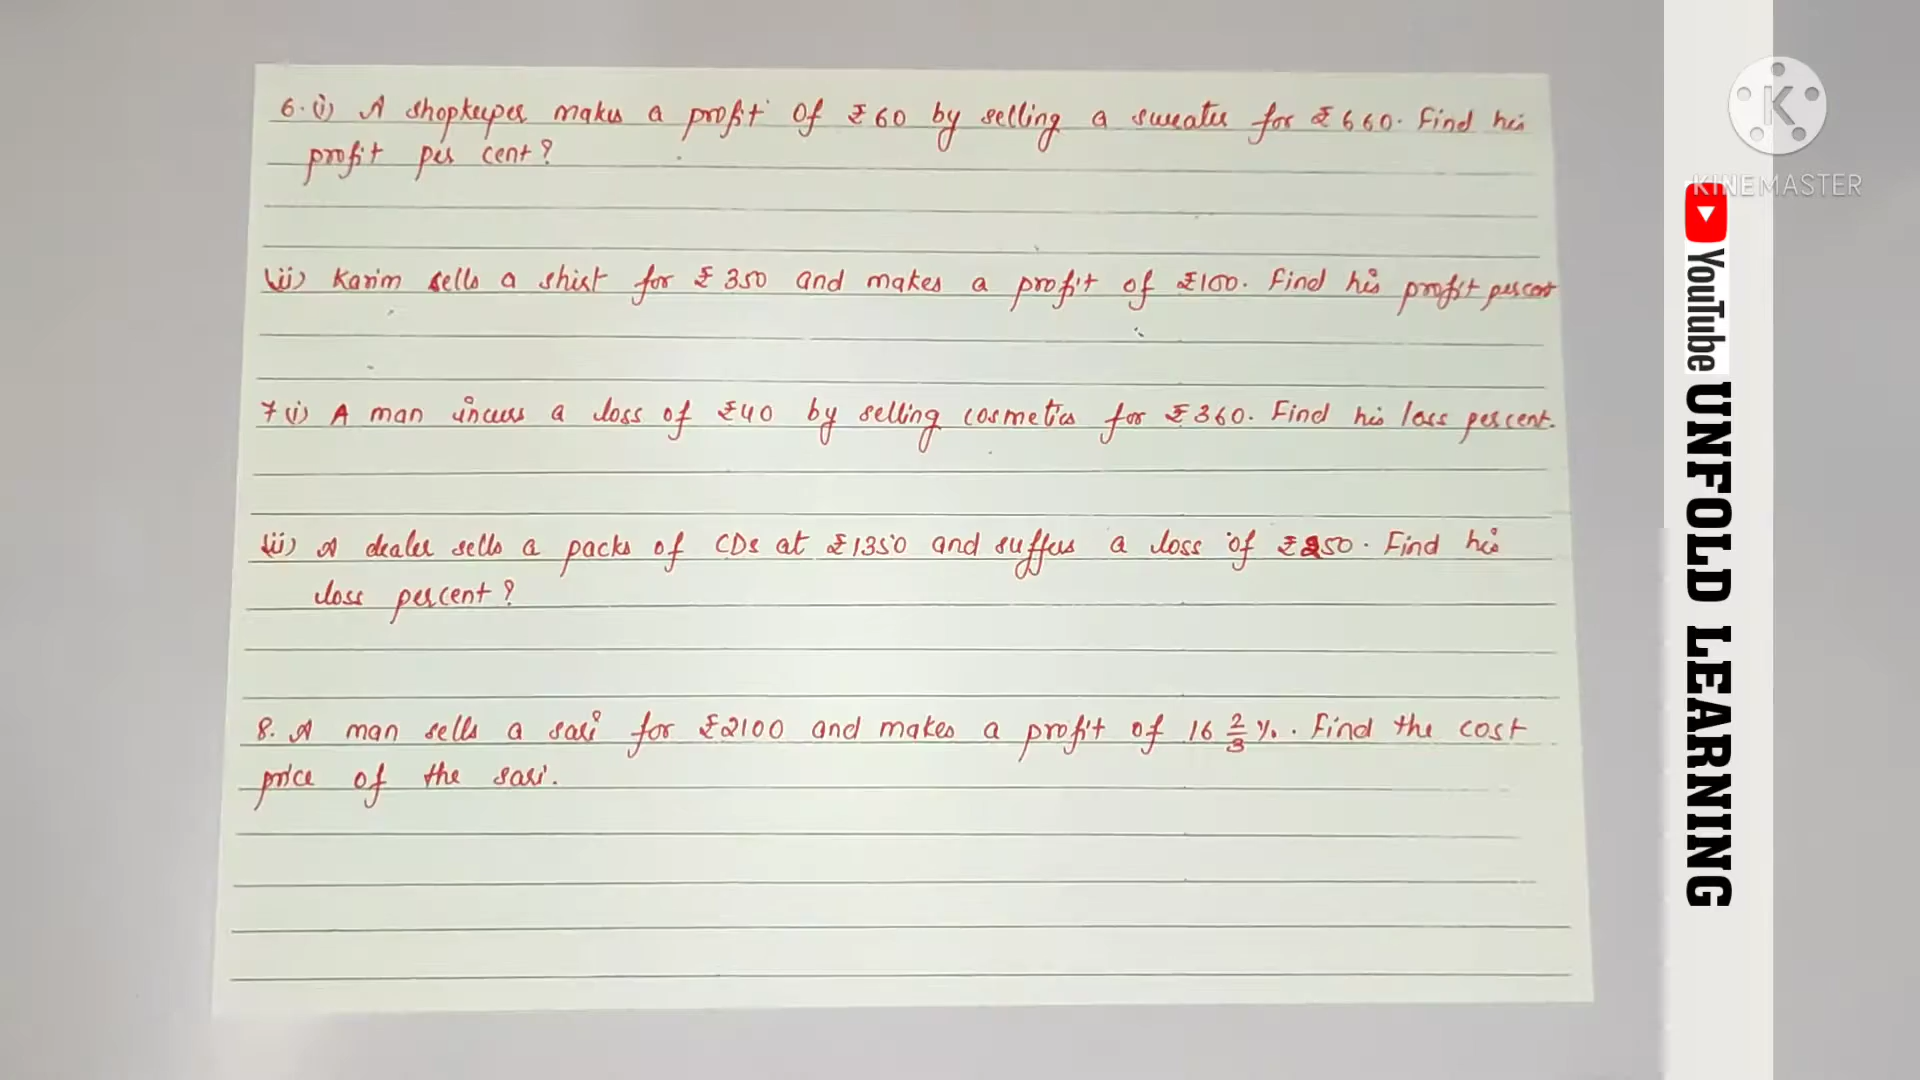 6. (i) A shopkeeper makes a profit of ₹60 by selling a sweater for ₹660. Find his
profit per cent?
(ii) Karim sells a shirt for ₹350 and makes a profit of ₹100. Find his profit percent
7 (i) A man incurs a loss of ₹40 by selling cosmetics for ₹360. Find his loss percent.
(ii) A dealer sells a packs of CDs at ₹1350 and suffers a loss of ₹250. Find his
loss percent?
8. A man sells a sari for ₹2100 and makes a profit of 16 2/3 %. Find the cost
price of the sari.
K
KINEMASTER
YouTube UNFOLD LEARNING